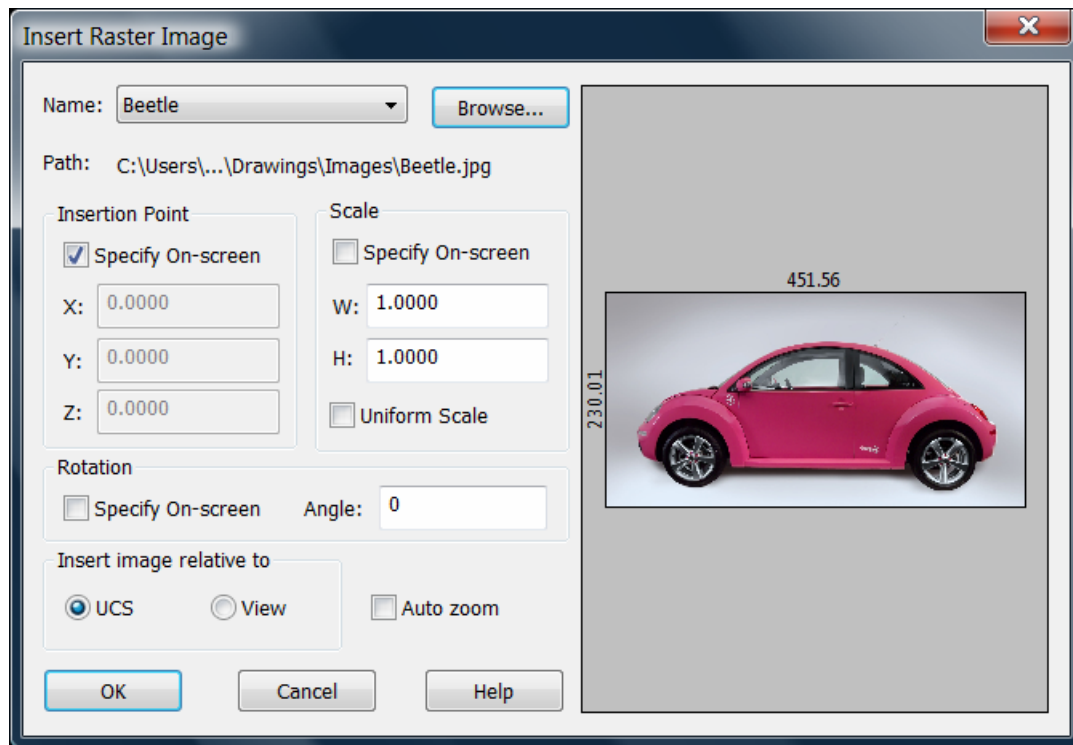 Insert Raster Image
Name: Beetle Browse...
Path: C:\Users\...\Drawings\Images\Beetle.jpg
Insertion Point
Specify On-screen
X: 0.0000
Y: 0.0000
Z: 0.0000
Scale
Specify On-screen
W: 1.0000
H: 1.0000
Uniform Scale
Rotation
Specify On-screen Angle: 0
Insert image relative to
UCS View Auto zoom
OK Cancel Help
451.56
230.01